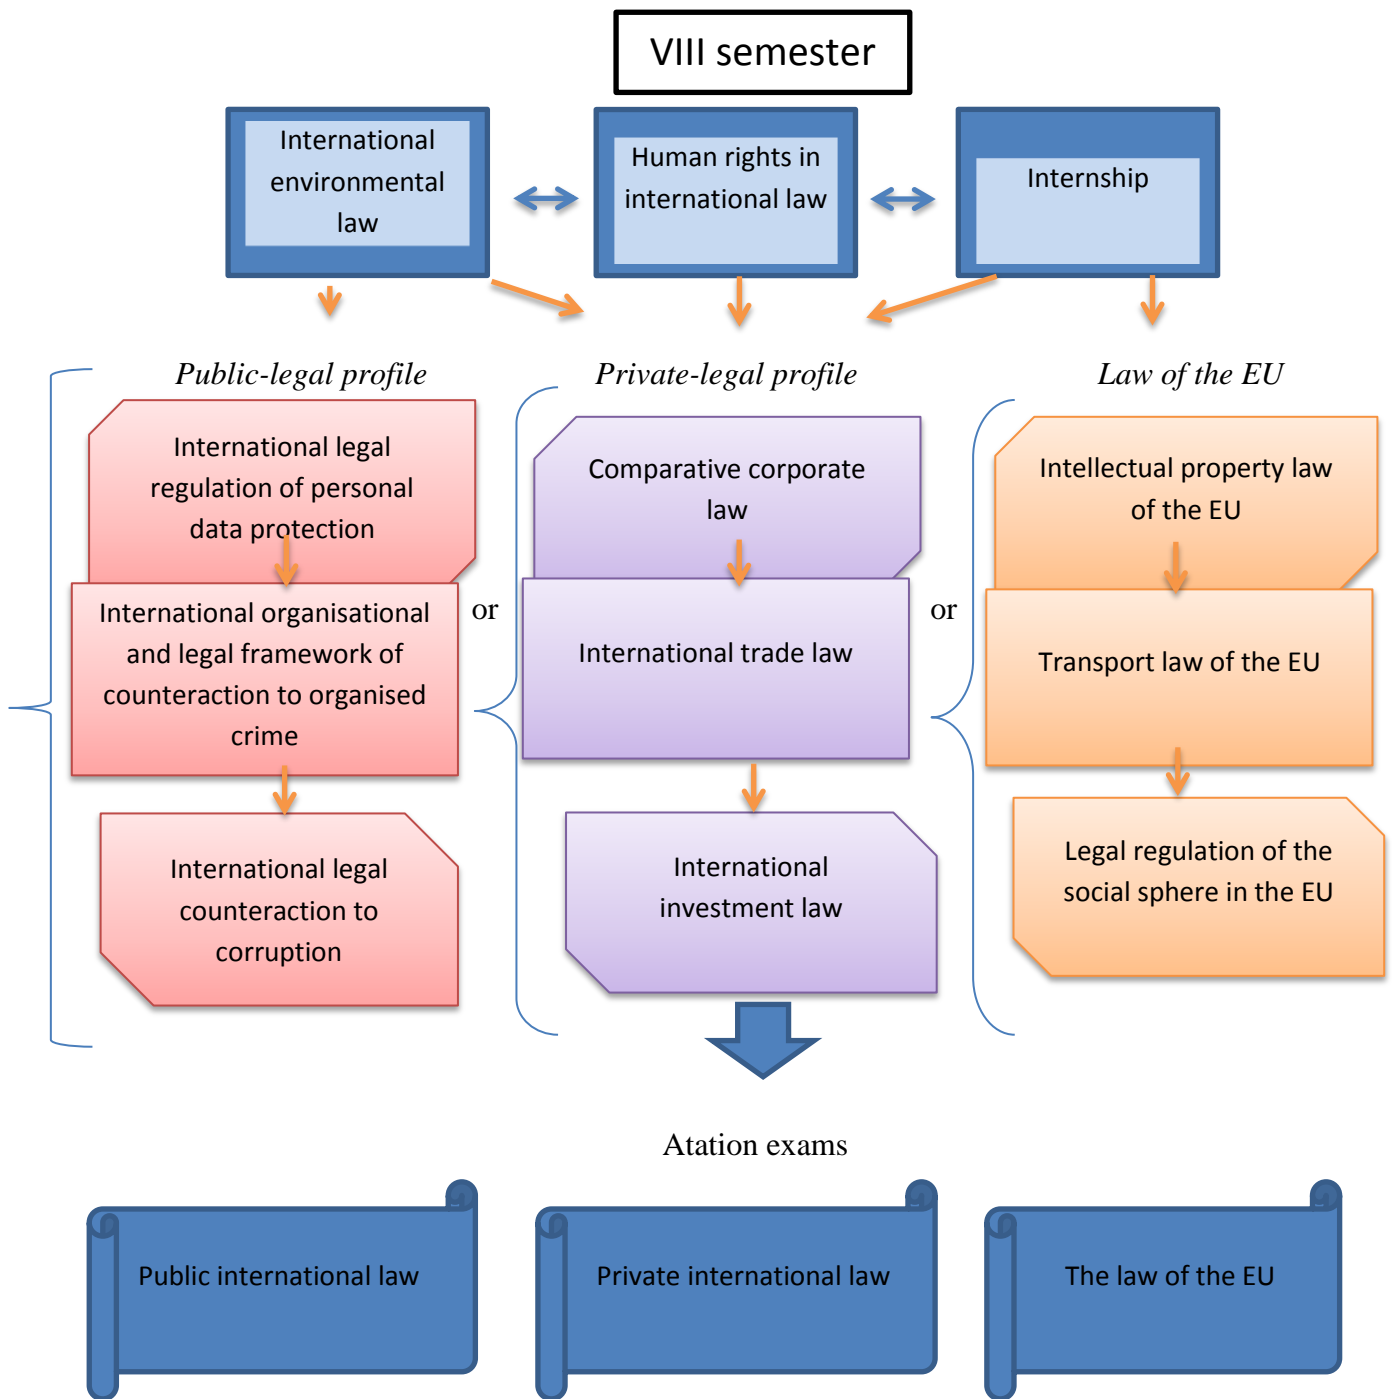 VIII semester
International
environmental
law
Human rights in
international law
Internship
Public-legal profile
Private-legal profile
Law of the EU
International legal
regulation of personal
data protection
International organisational
and legal framework of
counteraction to organised
crime
International legal
counteraction to
corruption
or
Comparative corporate
law
International trade law
International
investment law
or
Intellectual property law
of the EU
Transport law of the EU
Legal regulation of the
social sphere in the EU
Atation exams
Public international law
Private international law
The law of the EU